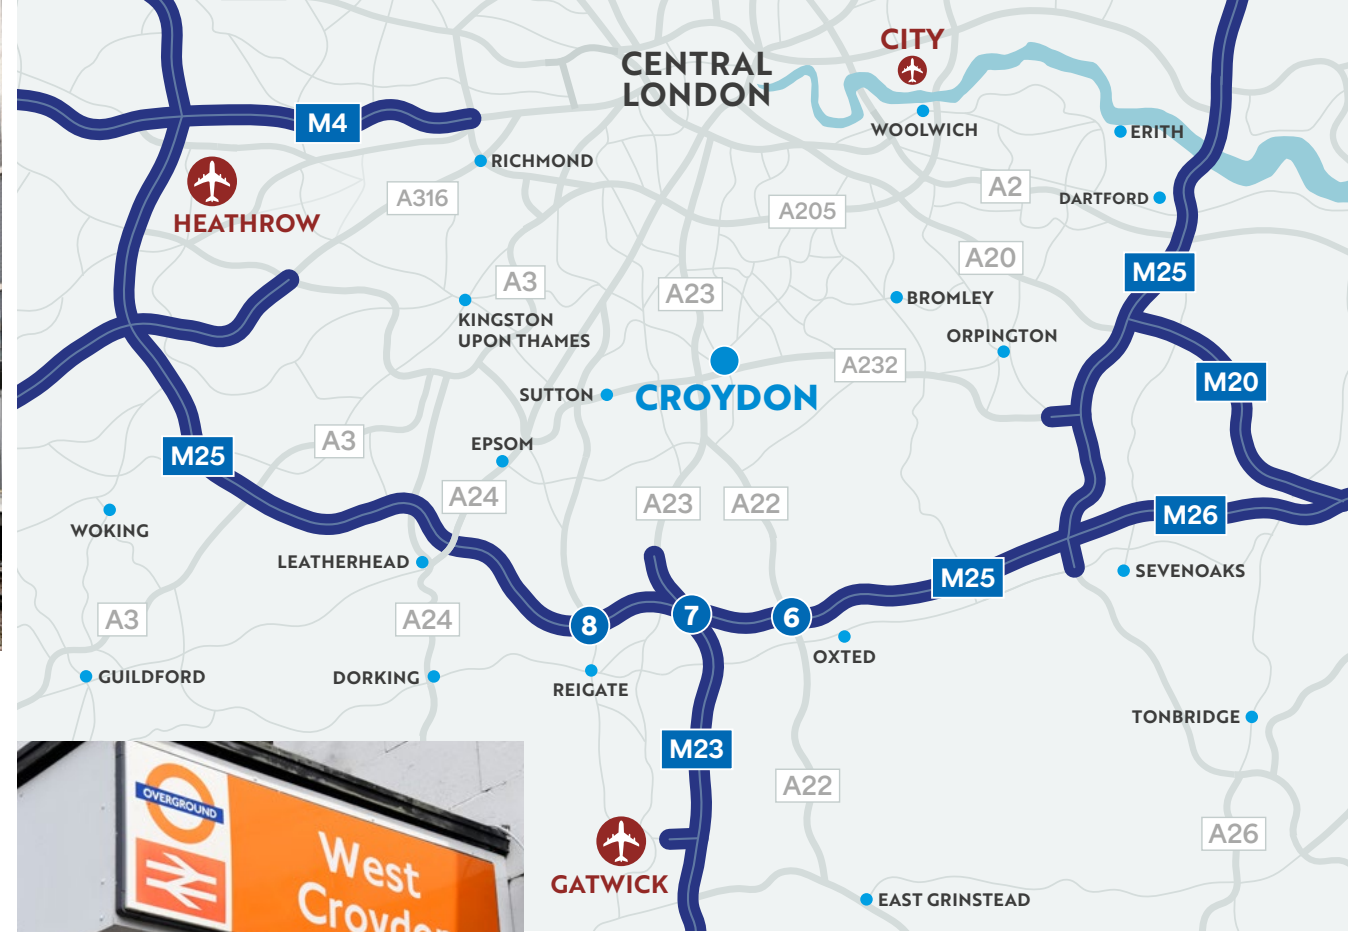 CITY
CENTRAL
LONDON
M4
WOOLWICH
ERITH
RICHMOND
A316
A2
DARTFORD
HEATHROW
A205
A20
M25
A3
A23
BROMLEY
KINGSTON
UPON THAMES
ORPINGTON
A232
M20
SUTTON
CROYDON
A3
EPSOM
M25
A24
A23
A22
WOKING
M26
LEATHERHEAD
M25
SEVENOAKS
A3
A24
8
7
6
OXTED
GUILDFORD
DORKING
REIGATE
TONBRIDGE
M23
A22
OVERGROUND
West
Croydon
A26
GATWICK
EAST GRINSTEAD